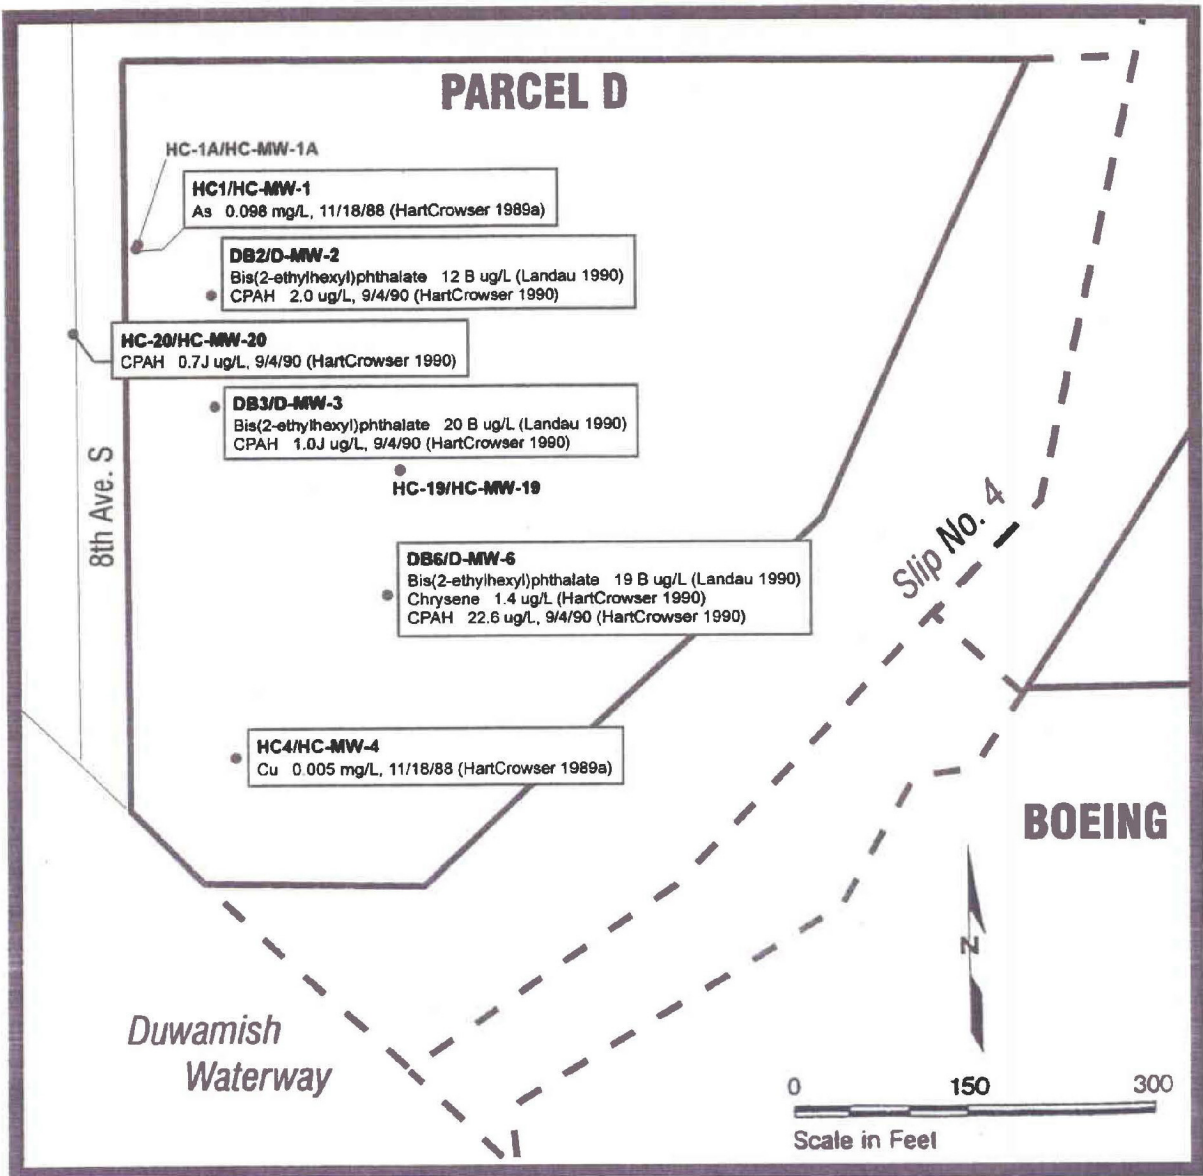 PARCEL D
HC-1A/HC-MW-1A
HC1/HC-MW-1
As 0.098 mg/L, 11/18/88 (HartCrowser 1989a)
DB2/D-MW-2
Bis(2-ethylhexyl)phthalate 12 B ug/L (Landau 1990)
CPAH 2.0 ug/L, 9/4/90 (HartCrowser 1990)
HC-20/HC-MW-20
CPAH 0.7J ug/L, 9/4/90 (HartCrowser 1990)
DB3/D-MW-3
Bis(2-ethylhexyl)phthalate 20 B ug/L (Landau 1990)
CPAH 1.0J ug/L, 9/4/90 (HartCrowser 1990)
HC-19/HC-MW-19
8th Ave. S
Slip No. 4
DB6/D-MW-6
Bis(2-ethylhexyl)phthalate 19 B ug/L (Landau 1990)
Chrysene 1.4 ug/L (HartCrowser 1990)
CPAH 22.6 ug/L, 9/4/90 (HartCrowser 1990)
HC4/HC-MW-4
Cu 0.005 mg/L, 11/18/88 (HartCrowser 1989a)
BOEING
Z
Duwamish
Waterway
0 150 300
Scale in Feet